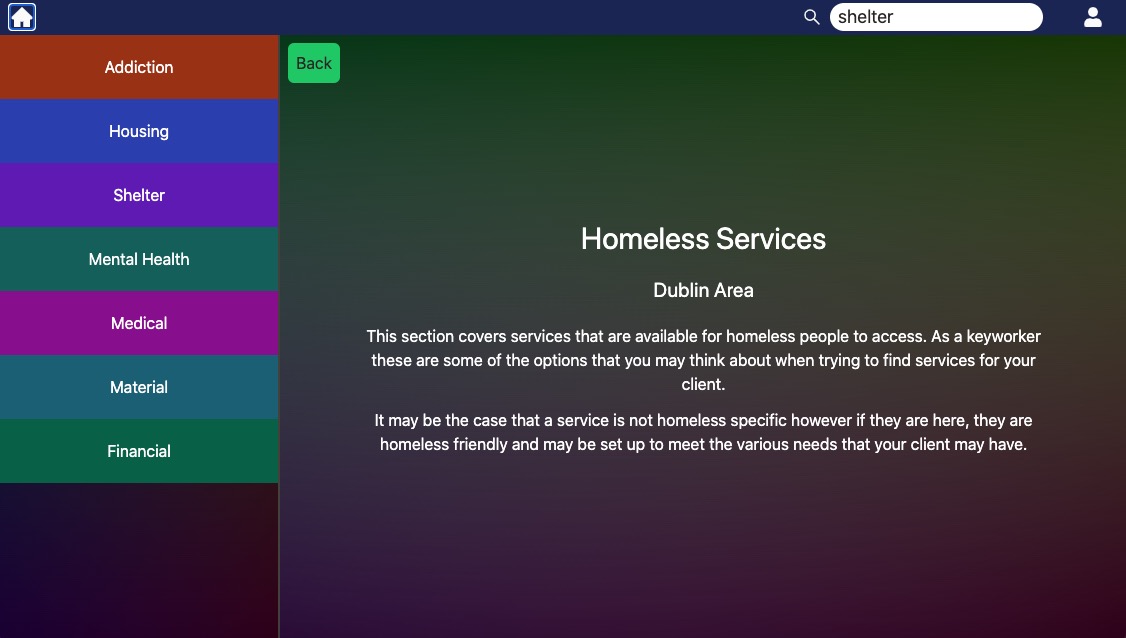 shelter
Addiction
Housing
Shelter
Mental Health
Medical
Material
Financial
Back
Homeless Services
Dublin Area
This section covers services that are available for homeless people to access. As a keyworker
these are some of the options that you may think about when trying to find services for your
client.
It may be the case that a service is not homeless specific however if they are here, they are
homeless friendly and may be set up to meet the various needs that your client may have.